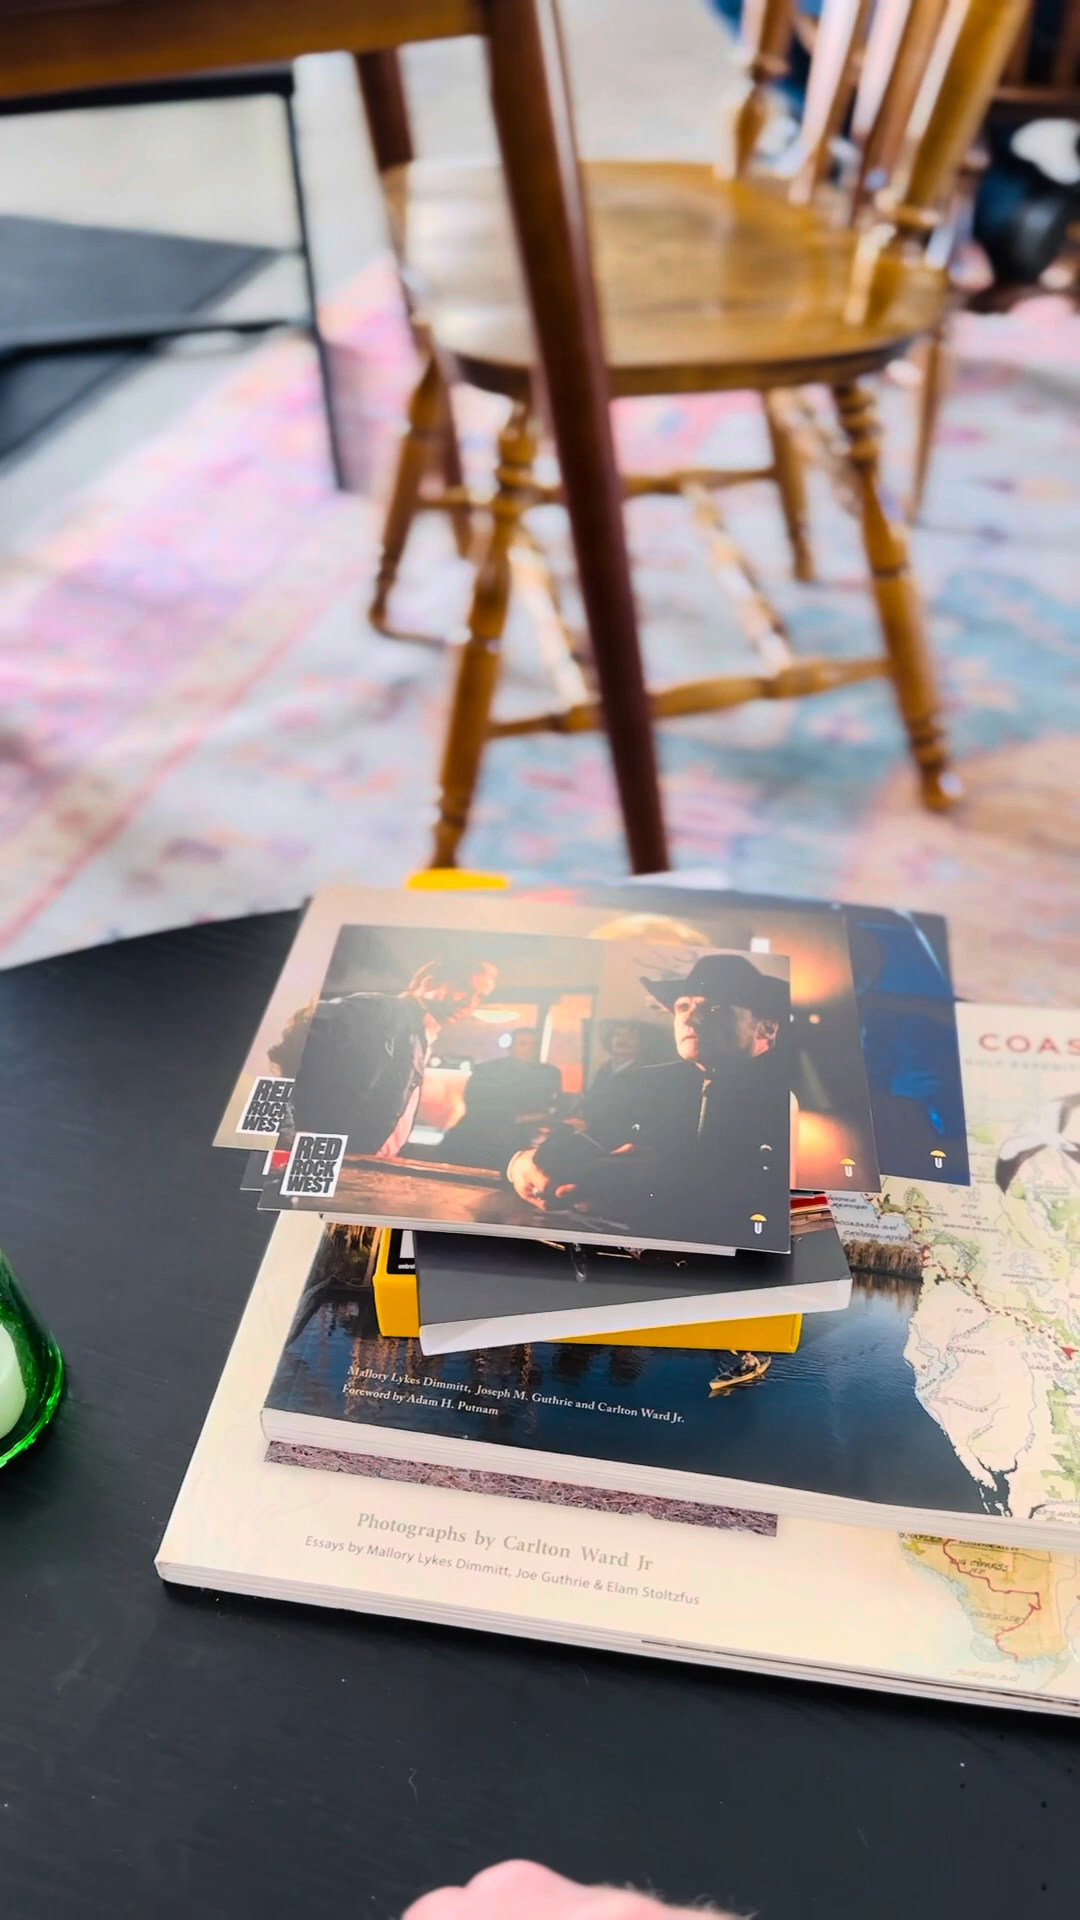 COAS
RED
ROCK
WEST
RED
ROCK
WEST
U
U
U
Mallory Lykes Dimmitt, Joseph M. Guthrie and Carlton Ward Jr.
Foreword by Adam H. Putnam
Photographs by Carlton Ward Jr
Essays by Mallory Lykes Dimmitt, Joe Guthrie & Elam Stoltzfus